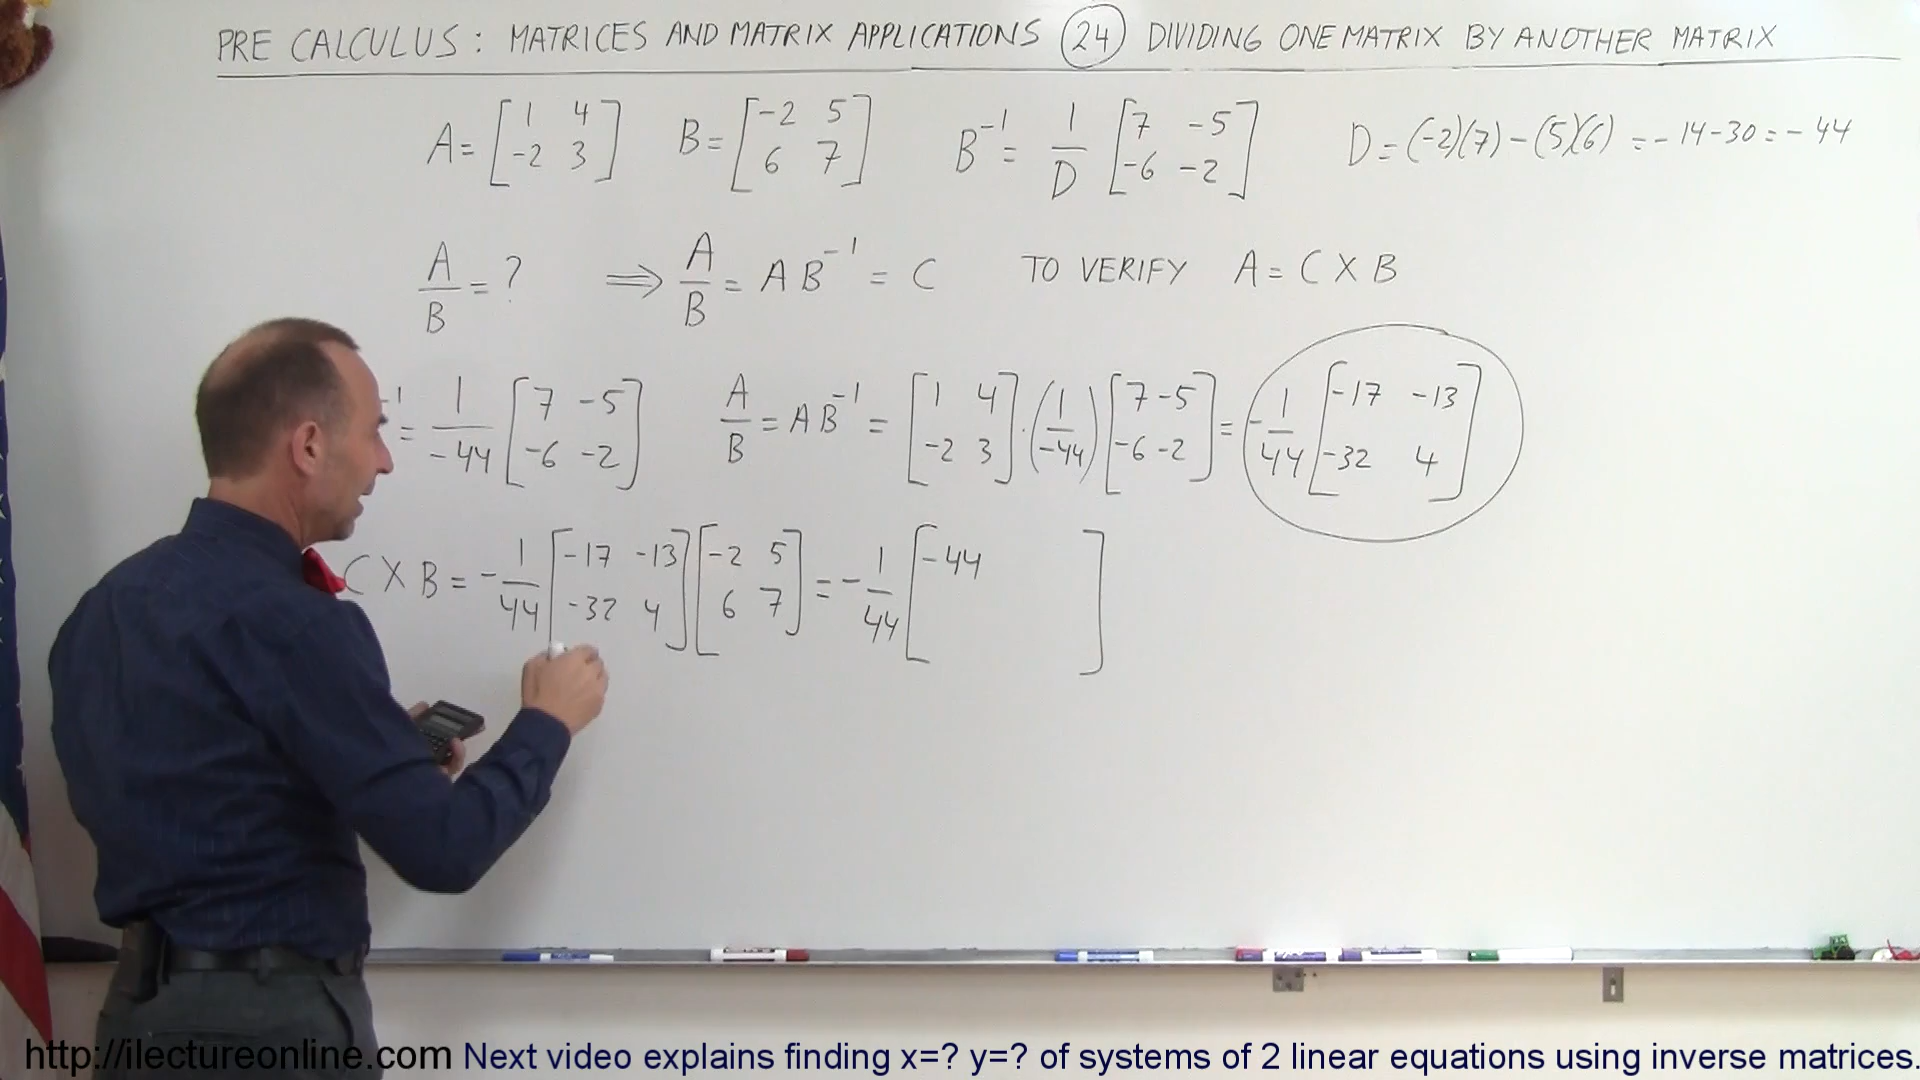 PRE CALCULUS: MATRICES AND MATRIX APPLICATIONS (24) DIVIDING ONE MATRIX BY ANOTHER MATRIX
A = [1 4; -2 3] B = [-2 5; 6 7] B⁻¹ = 1/D [7 -5; -6 -2] D = (-2)(7) - (5)(6) = -14 - 30 = -44
A/B = ? ⟹ A/B = AB⁻¹ = C TO VERIFY A = C X B
⁻¹ = 1/-44 [7 -5; -6 -2] A/B = AB⁻¹ = [1 4; -2 3] · (1/-44) [7 -5; -6 -2] = -1/44 [-17 -13; -32 4]
C X B = -1/44 [-17 -13; -32 4] [-2 5; 6 7] = -1/44 [-44 ]
http://ilectureonline.com Next video explains finding x=? y=? of systems of 2 linear equations using inverse matrices.